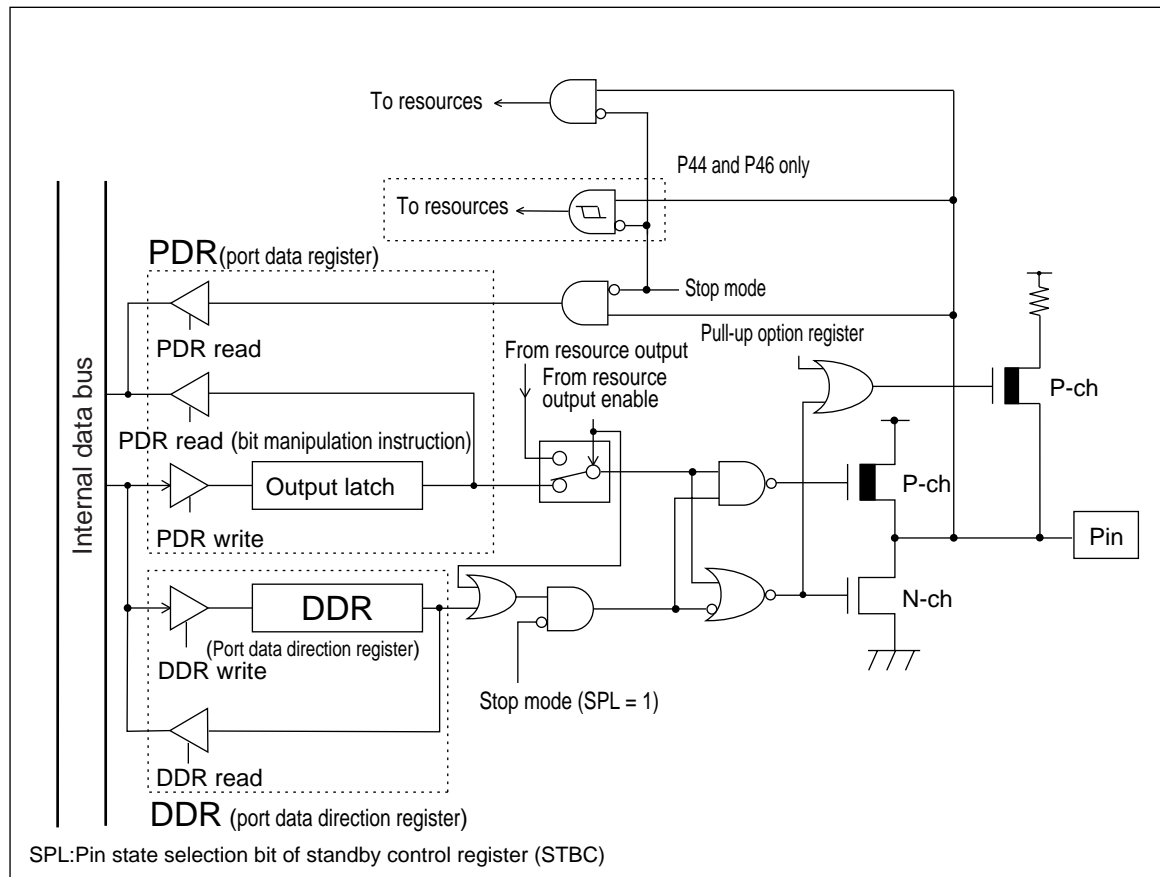 To resources
P44 and P46 only
To resources
PDR (port data register)
Stop mode
PDR read
Pull-up option register
From resource output
From resource
output enable
P-ch
Internal data bus
PDR read (bit manipulation instruction)
Output latch
P-ch
PDR write
Pin
DDR
N-ch
(Port data direction register)
DDR write
Stop mode (SPL = 1)
DDR read
DDR (port data direction register)
SPL:Pin state selection bit of standby control register (STBC)